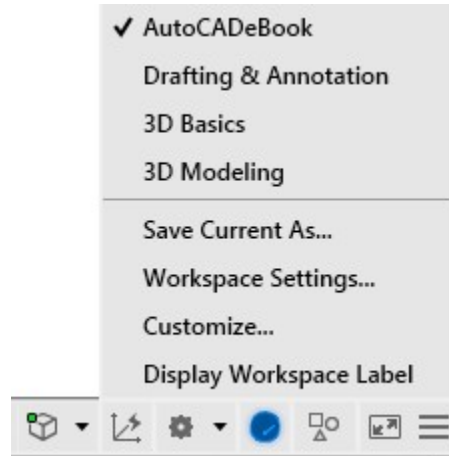 AutoCADeBook
Drafting & Annotation
3D Basics
3D Modeling
Save Current As...
Workspace Settings...
Customize...
Display Workspace Label